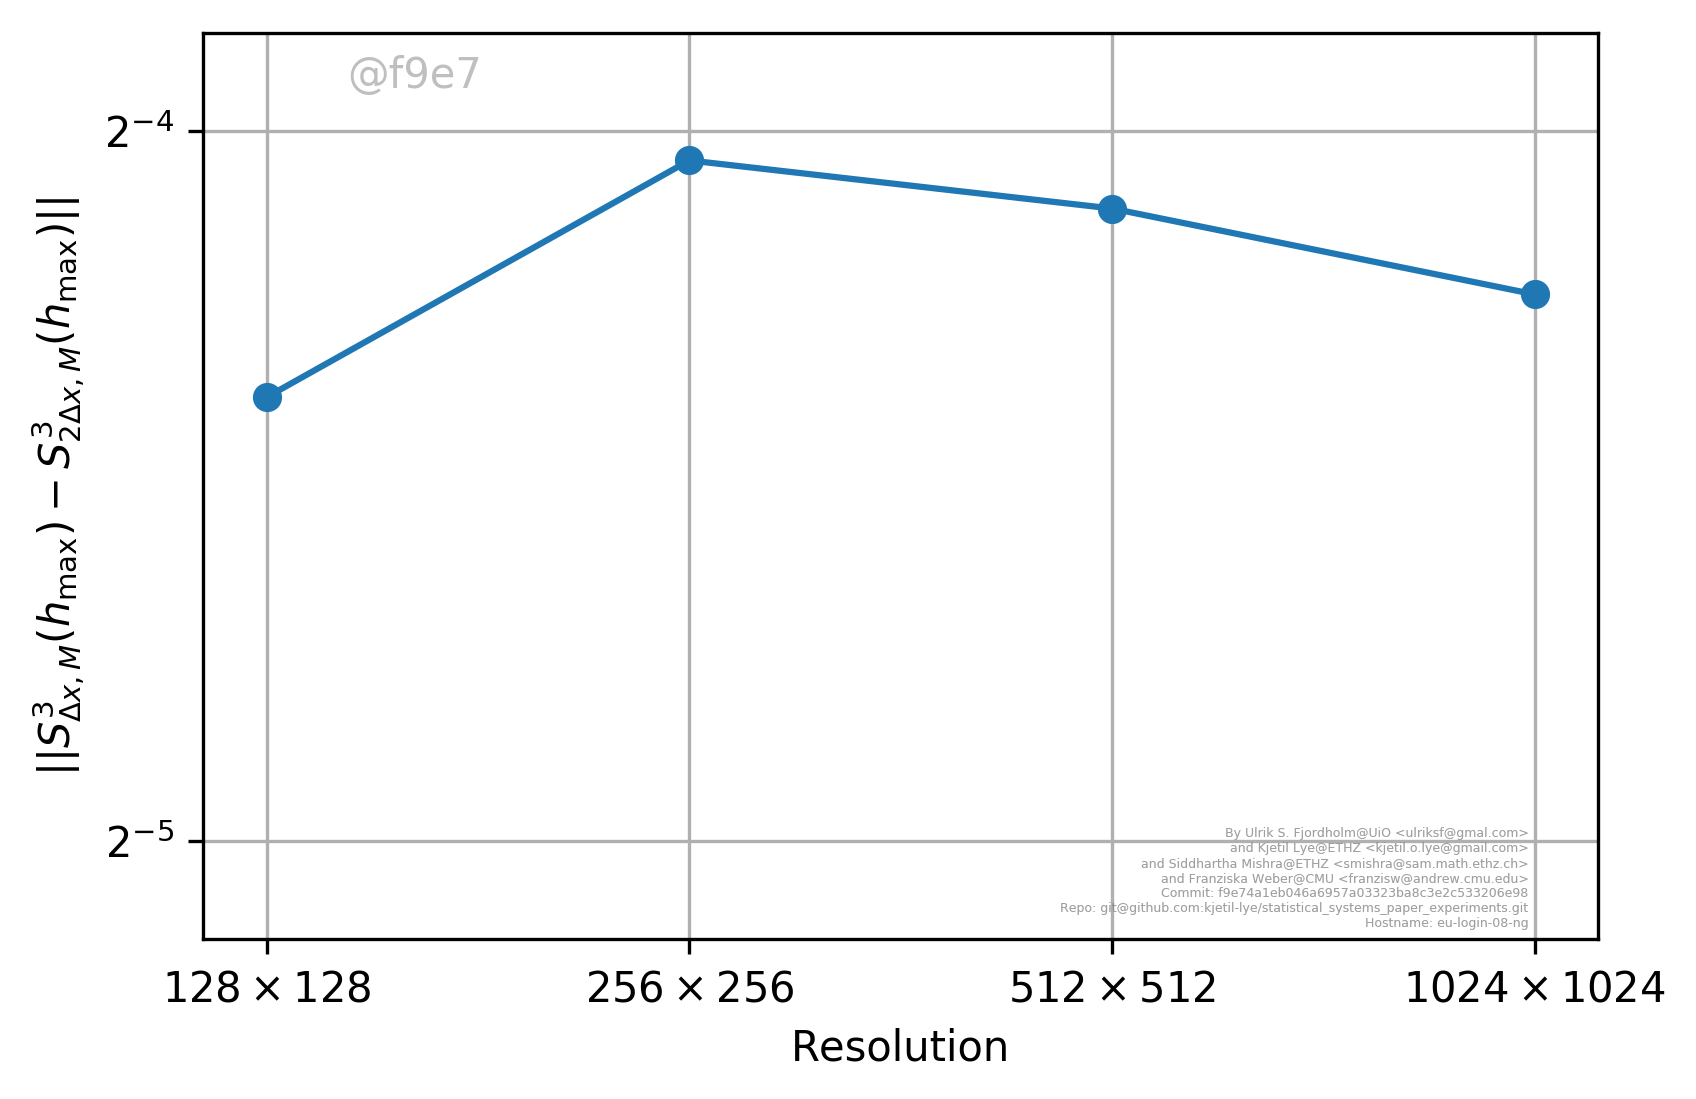 @f9e7
2⁻⁴
2⁻⁵
||S³_{Δx, M}(h_max) − S³_{2Δx, M}(h_max)||
By Ulrik S. Fjordholm@UiO <ulriksf@gmal.com>
and Kjetil Lye@ETHZ <kjetil.o.lye@gmail.com>
and Siddhartha Mishra@ETHZ <smishra@sam.math.ethz.ch>
and Franziska Weber@CMU <franzisw@andrew.cmu.edu>
Commit: f9e74a1eb046a6957a03323ba8c3e2c533206e98
Repo: git@github.com:kjetil-lye/statistical_systems_paper_experiments.git
Hostname: eu-login-08-ng
128 × 128 256 × 256 512 × 512 1024 × 1024
Resolution